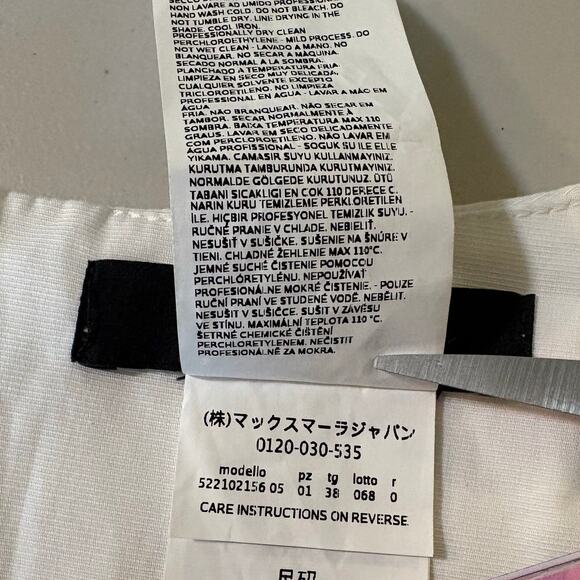 NON LAVARE AD UMIDO PROFESSIONALE
HAND WASH COLD. DO NOT BLEACH. DO
NOT TUMBLE DRY. LINE DRYING IN THE
SHADE. COOL IRON.
PROFESSIONALLY DRY CLEAN
PERCHLOROETHYLENE - MILD PROCESS. DO
NOT WET CLEAN - LAVADO A MANO. NO
BLANQUEAR. NO SECAR A MÁQUINA.
SECADO NORMAL A LA SOMBRA.
PLANCHADO A TEMPERATURA FRIA.
LIMPIEZA EN SECO MUY DELICADA,
CUALQUIER SOLVENTE EXCEPTO
TRICLOROETILENO. NO LIMPIEZA
PROFESSIONAL EN AGUA - LAVAR A MÃO EM
ÁGUA
FRIA. NÃO BRANQUEAR. NÃO SECAR EM
TAMBOR. SECAR NORMALMENTE À
SOMBRA. BAIXA TEMPERATURA MAX 110
GRAUS. LAVAR EM SECO DELICADAMENTE
COM PERCLOROETILENO. NÃO LAVAR EM
ÁGUA PROFISSIONAL - SOGUK SU ILE ELLE
YIKAMA. CAMASIR SUYU KULLANMAYINIZ.
KURUTMA TAMBURUNDA KURUTMAYINIZ.
NORMALDE GÖLGEDE KURUTUNUZ. ÜTÜ
TABANI SICAKLIGI EN COK 110 DERECE C.
NARIN KURU TEMIZLEME PERKLORETILEN
ILE. HIÇBIR PROFESYONEL TEMIZLIK SUYU. -
RUČNÉ PRANIE V CHLADE. NEBIELIŤ.
NESUŠIŤ V SUŠIČKE. SUŠENIE NA ŠNÚRE V
TIENI. CHLADNÉ ŽEHLENIE MAX 110°C.
JEMNÉ SUCHÉ ČISTENIE POMOCOU
PERCHLÓRETYLÉNU. NEPOUŽÍVAŤ
PROFESIONÁLNE MOKRÉ ČISTENIE. - POUZE
RUČNÍ PRANÍ VE STUDENÉ VODĚ. NEBĚLIT.
NESUŠIT V SUŠIČCE. SUŠIT V ZÁVĚSU
VE STÍNU. MAXIMÁLNÍ TEPLOTA 110 °C.
ŠETRNÉ CHEMICKÉ ČIŠTĚNÍ
PERCHLORETYLENEM. NEČISTIT
PROFESIONÁLNĚ ZA MOKRA.
(株)マックスマーラジャパン
0120-030-535
modello pz tg lotto r
522102156 05 01 38 068 0
CARE INSTRUCTIONS ON REVERSE